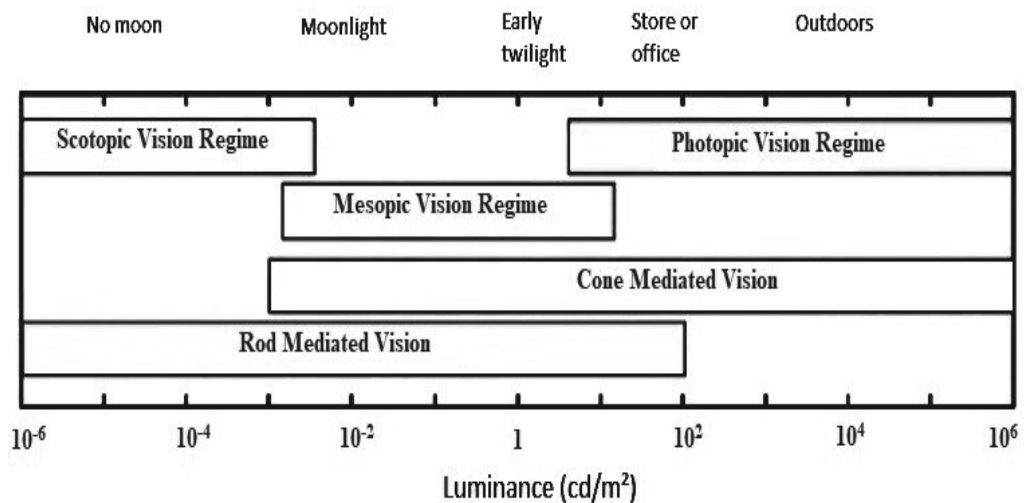 No moon
Moonlight
Early
twilight
Store or
office
Outdoors
Scotopic Vision Regime
Photopic Vision Regime
Mesopic Vision Regime
Cone Mediated Vision
Rod Mediated Vision
10⁻⁶ 10⁻⁴ 10⁻² 1 10² 10⁴ 10⁶
Luminance (cd/m²)